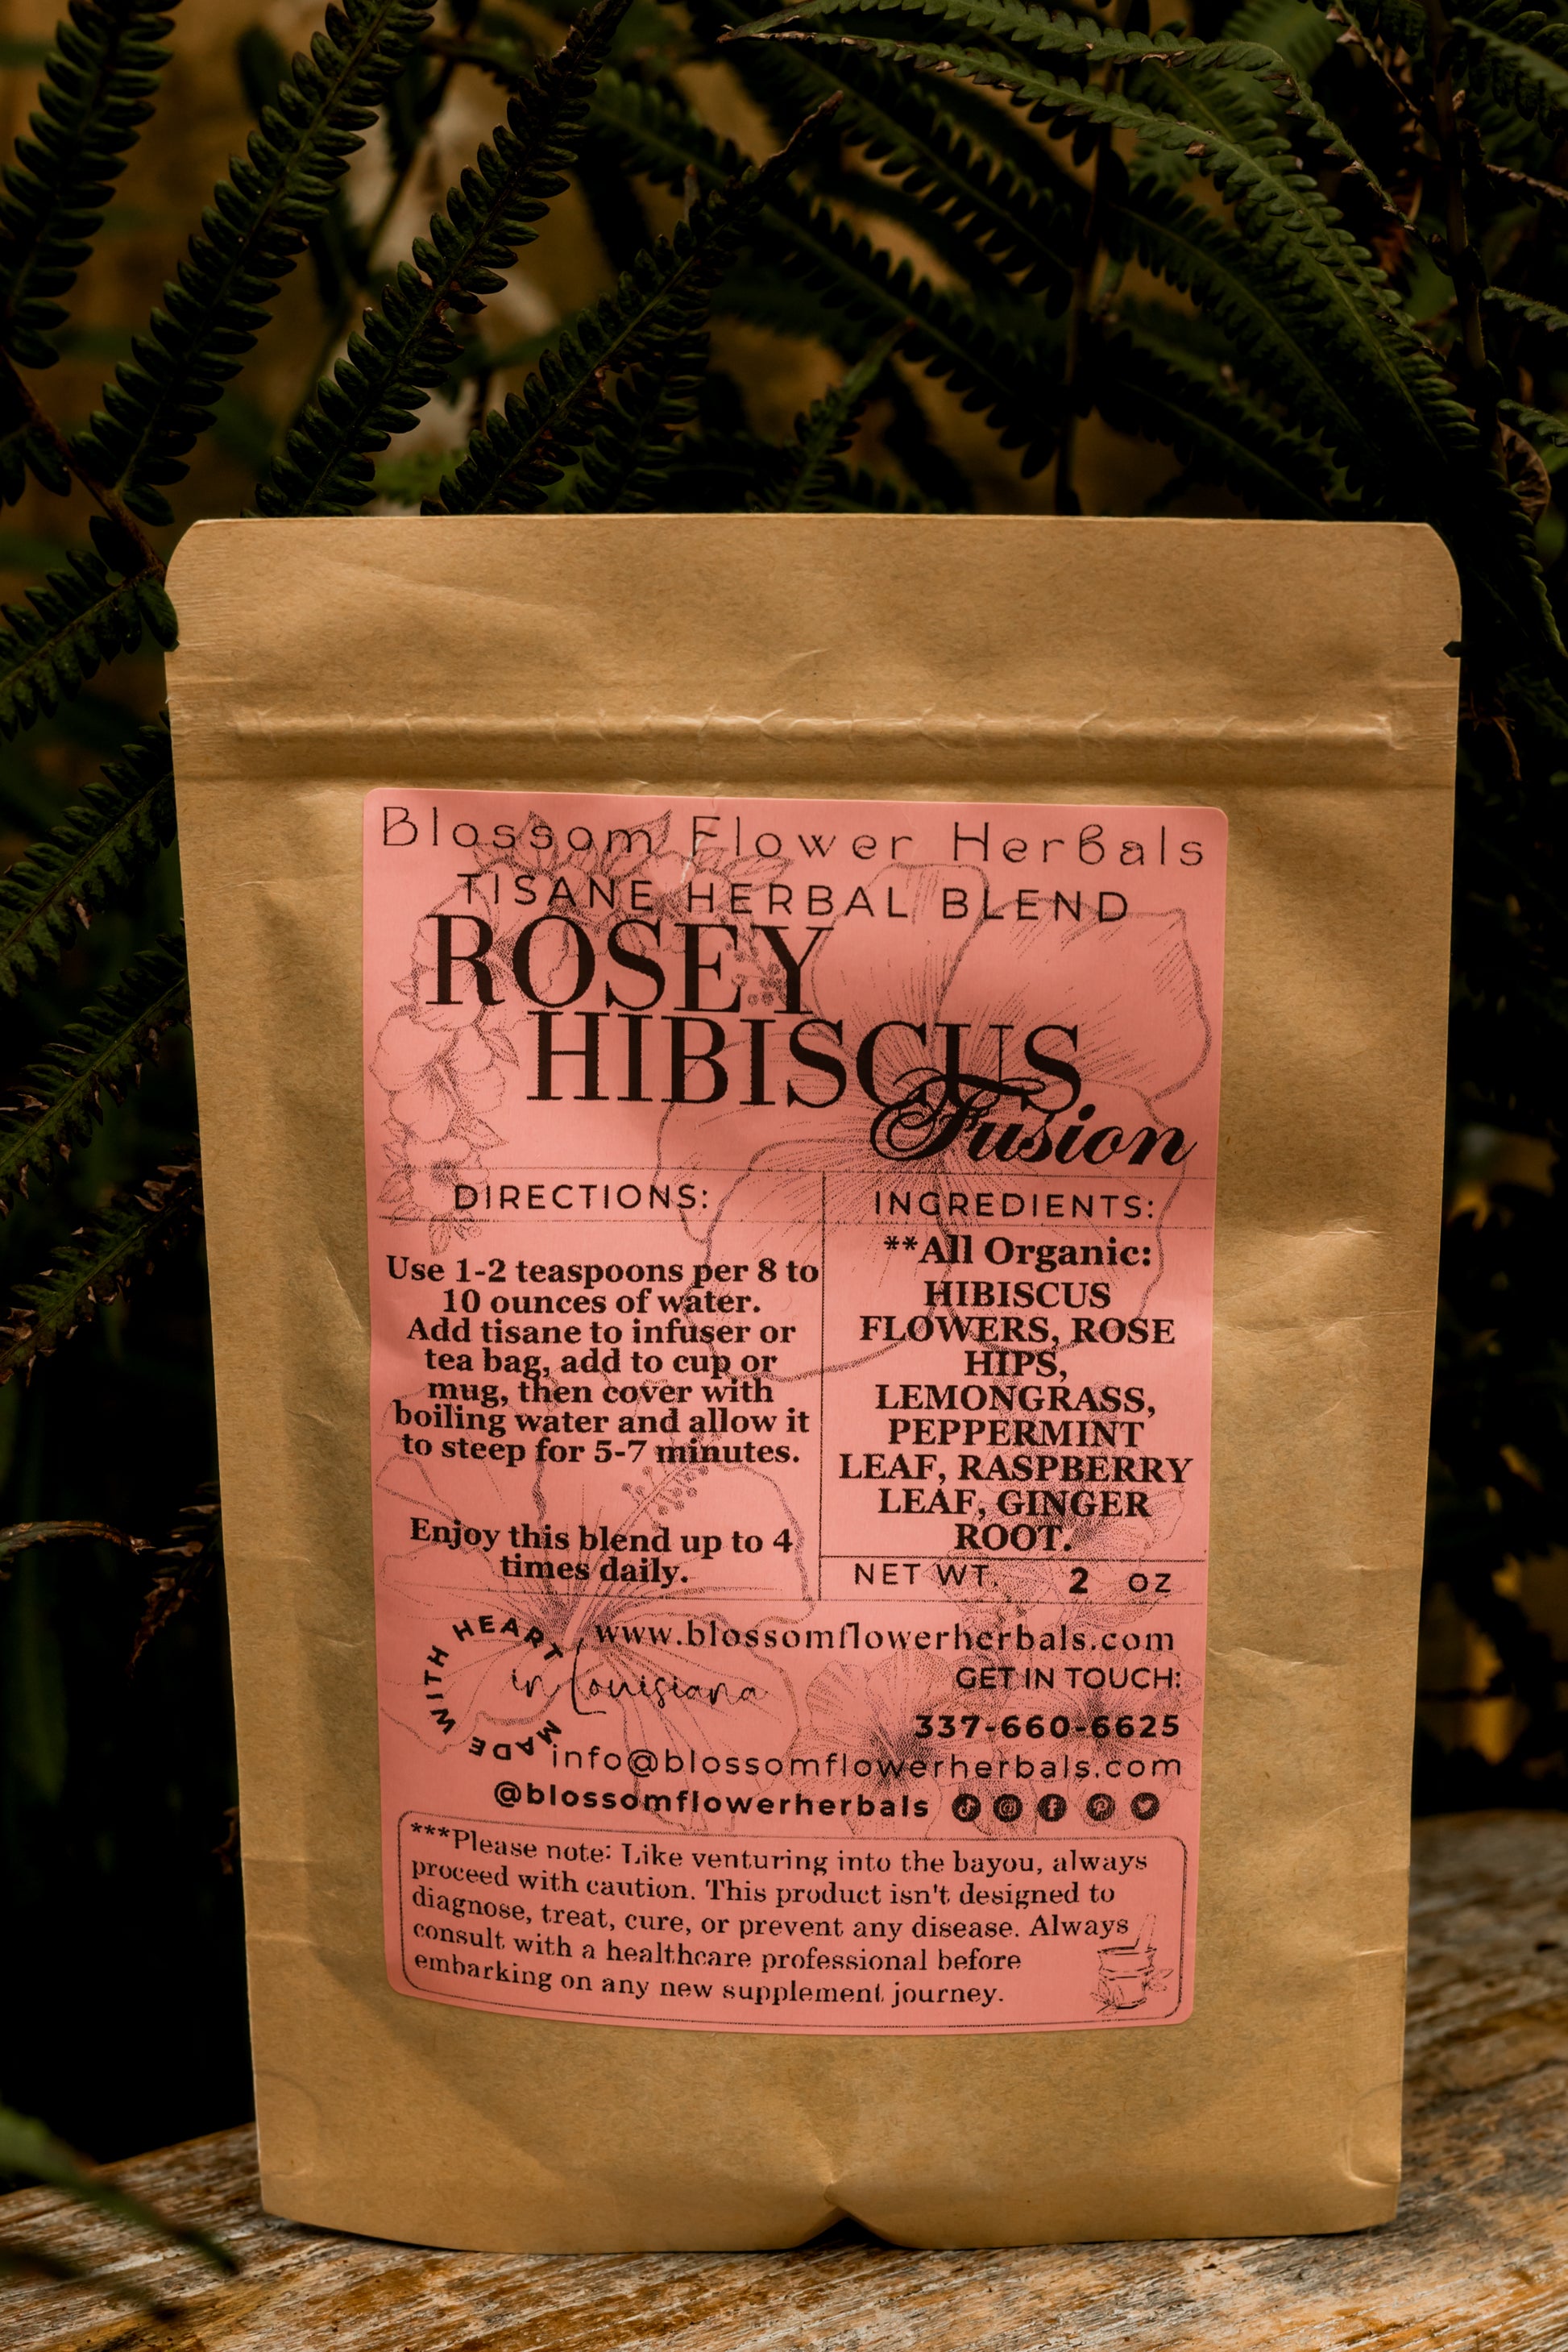 Blossom Flower Herbals
TISANE HERBAL BLEND
ROSEY
HIBISCUS
Fusion
DIRECTIONS:
Use 1-2 teaspoons per 8 to
10 ounces of water.
Add tisane to infuser or
tea bag, add to cup or
mug, then cover with
boiling water and allow it
to steep for 5-7 minutes.
Enjoy this blend up to 4
times daily.
INGREDIENTS:
**All Organic:
HIBISCUS
FLOWERS, ROSE
HIPS,
LEMONGRASS,
PEPPERMINT
LEAF, RASPBERRY
LEAF, GINGER
ROOT.
NET WT. 2 OZ
MADE WITH HEART
in Louisiana
www.blossomflowerherbals.com
GET IN TOUCH:
337-660-6625
info@blossomflowerherbals.com
@blossomflowerherbals
***Please note: Like venturing into the bayou, always
proceed with caution. This product isn't designed to
diagnose, treat, cure, or prevent any disease. Always
consult with a healthcare professional before
embarking on any new supplement journey.